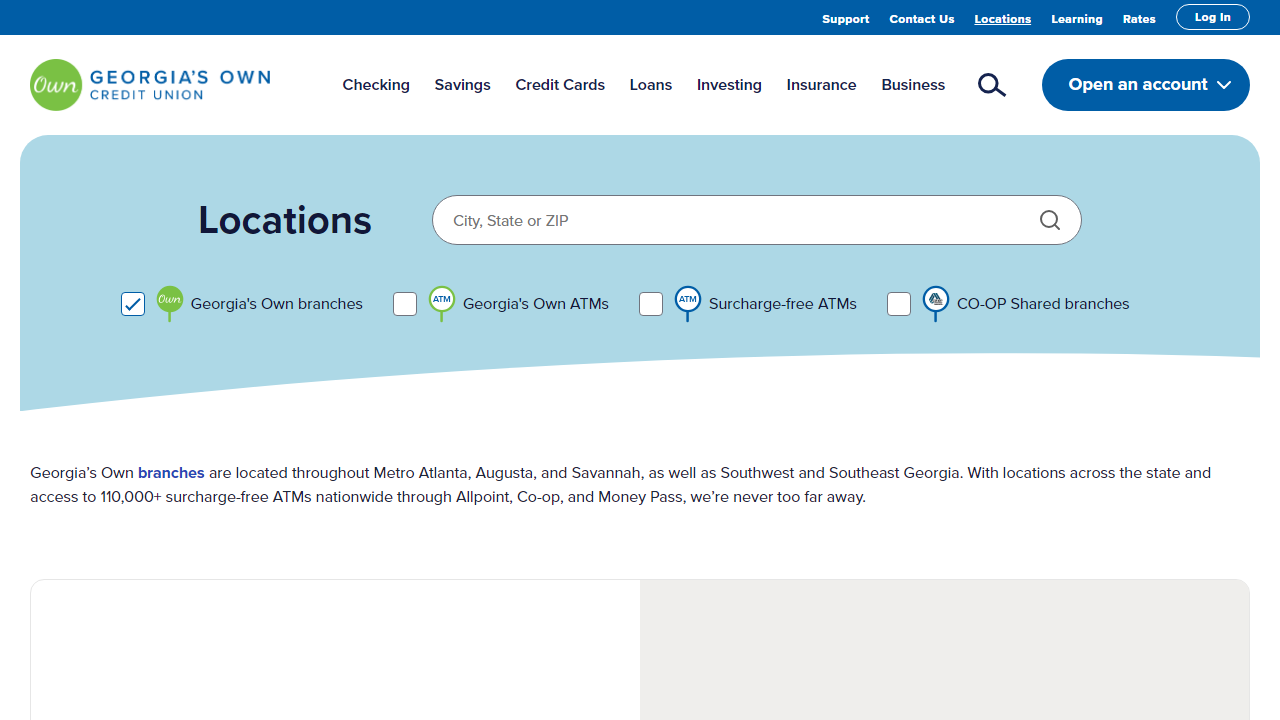 Support Contact Us Locations Learning Rates Log In
Own GEORGIA'S OWN
CREDIT UNION
Checking Savings Credit Cards Loans Investing Insurance Business Open an account
Locations City, State or ZIP
Own Georgia's Own branches ATM Georgia's Own ATMs ATM Surcharge-free ATMs CO-OP Shared branches
Georgia’s Own branches are located throughout Metro Atlanta, Augusta, and Savannah, as well as Southwest and Southeast Georgia. With locations across the state and
access to 110,000+ surcharge-free ATMs nationwide through Allpoint, Co-op, and Money Pass, we’re never too far away.